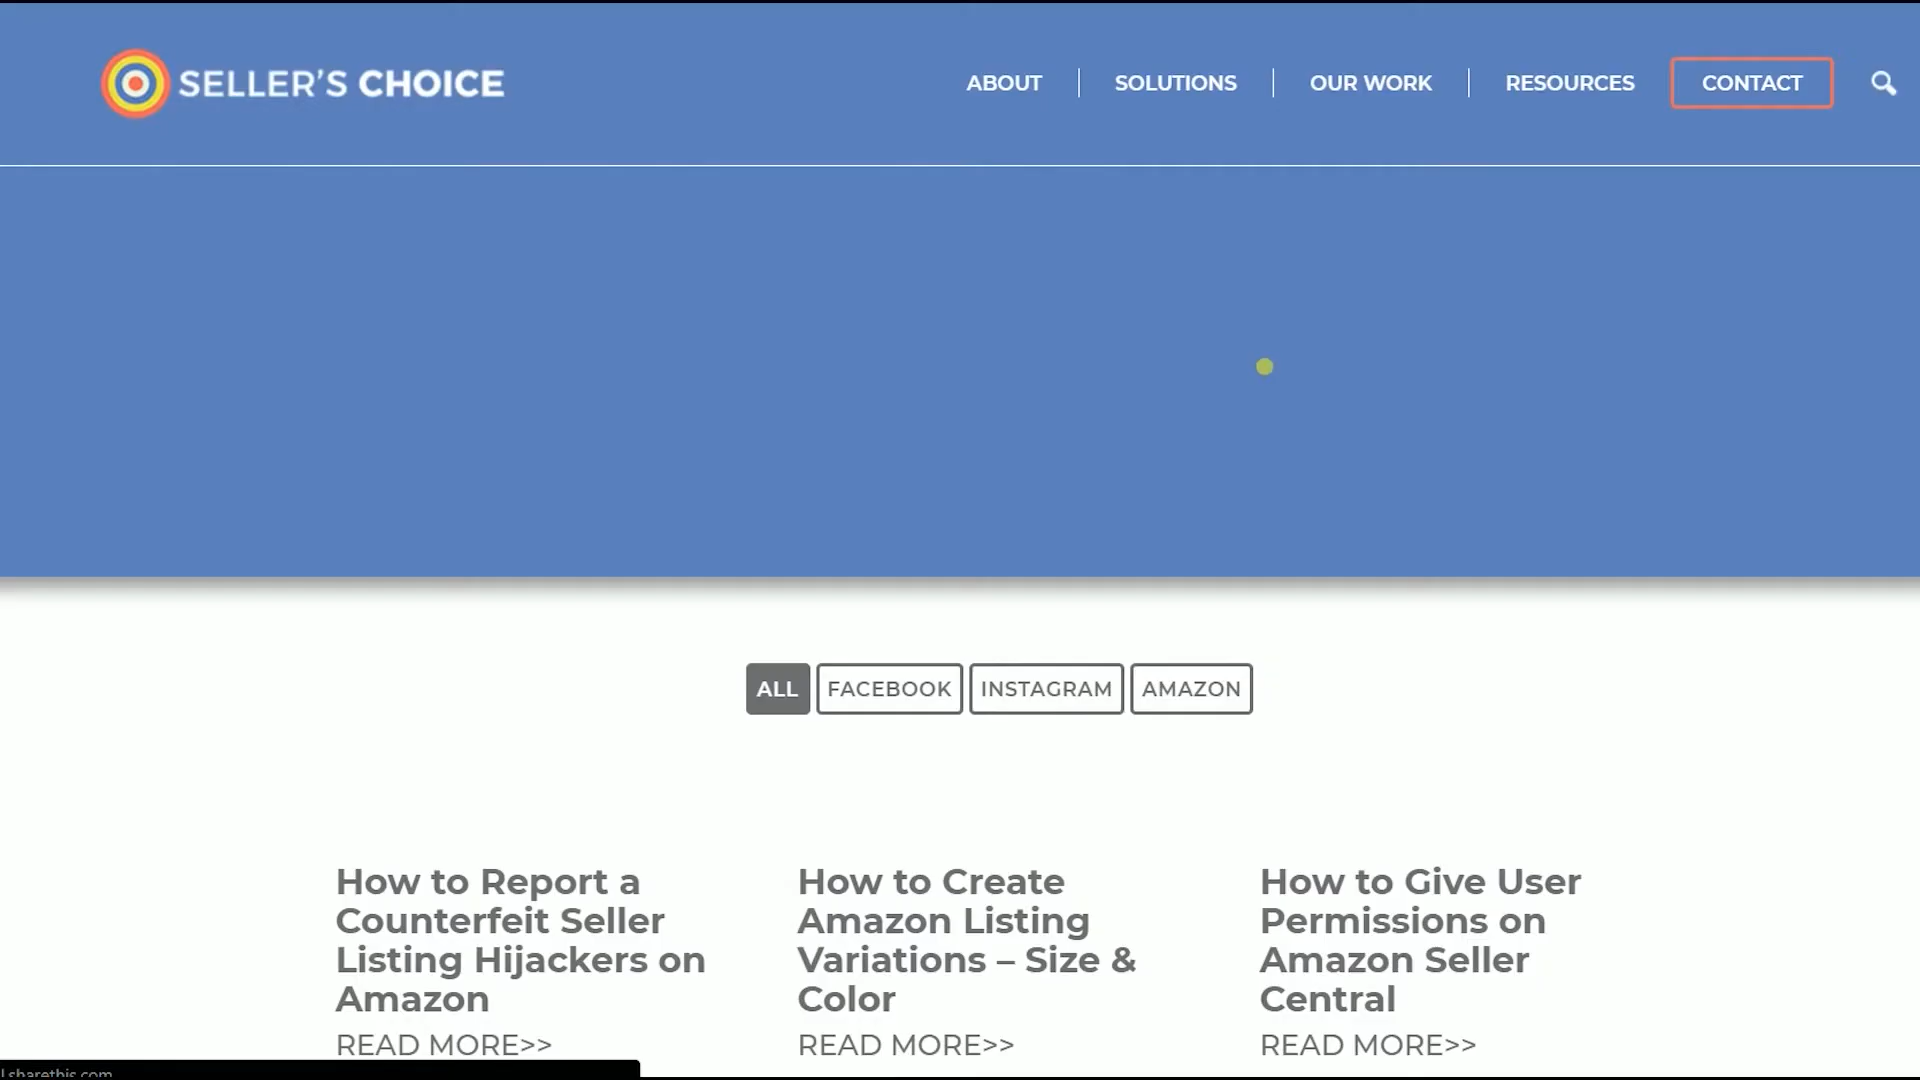 SELLER'S CHOICE
ABOUT
SOLUTIONS
OUR WORK
RESOURCES
CONTACT
ALL
FACEBOOK
INSTAGRAM
AMAZON
How to Report a
Counterfeit Seller
Listing Hijackers on
Amazon
READ MORE>>
How to Create
Amazon Listing
Variations – Size &
Color
READ MORE>>
How to Give User
Permissions on
Amazon Seller
Central
READ MORE>>
l.sharethis.com